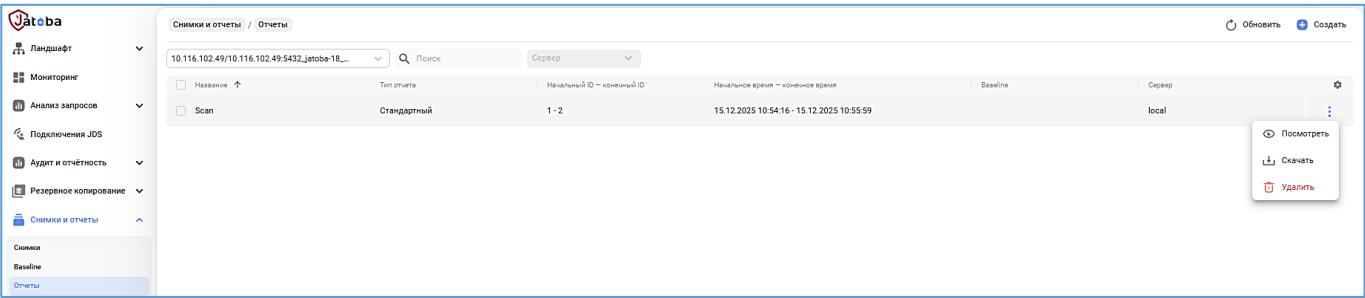 Jatoba
Ландшафт
Мониторинг
Анализ запросов
Подключения JDS
Аудит и отчётность
Резервное копирование
Снимки и отчеты
Снимки
Baseline
Отчеты
Снимки и отчеты / Отчеты
Обновить
Создать
10.116.102.49/10.116.102.49:5432_jatoba-18_...
Поиск
Сервер
Название Тип отчета Начальный ID — конечный ID Начальное время — конечное время Baseline Сервер
Scan Стандартный 1 - 2 15.12.2025 10:54:16 - 15.12.2025 10:55:59 local
Посмотреть
Скачать
Удалить